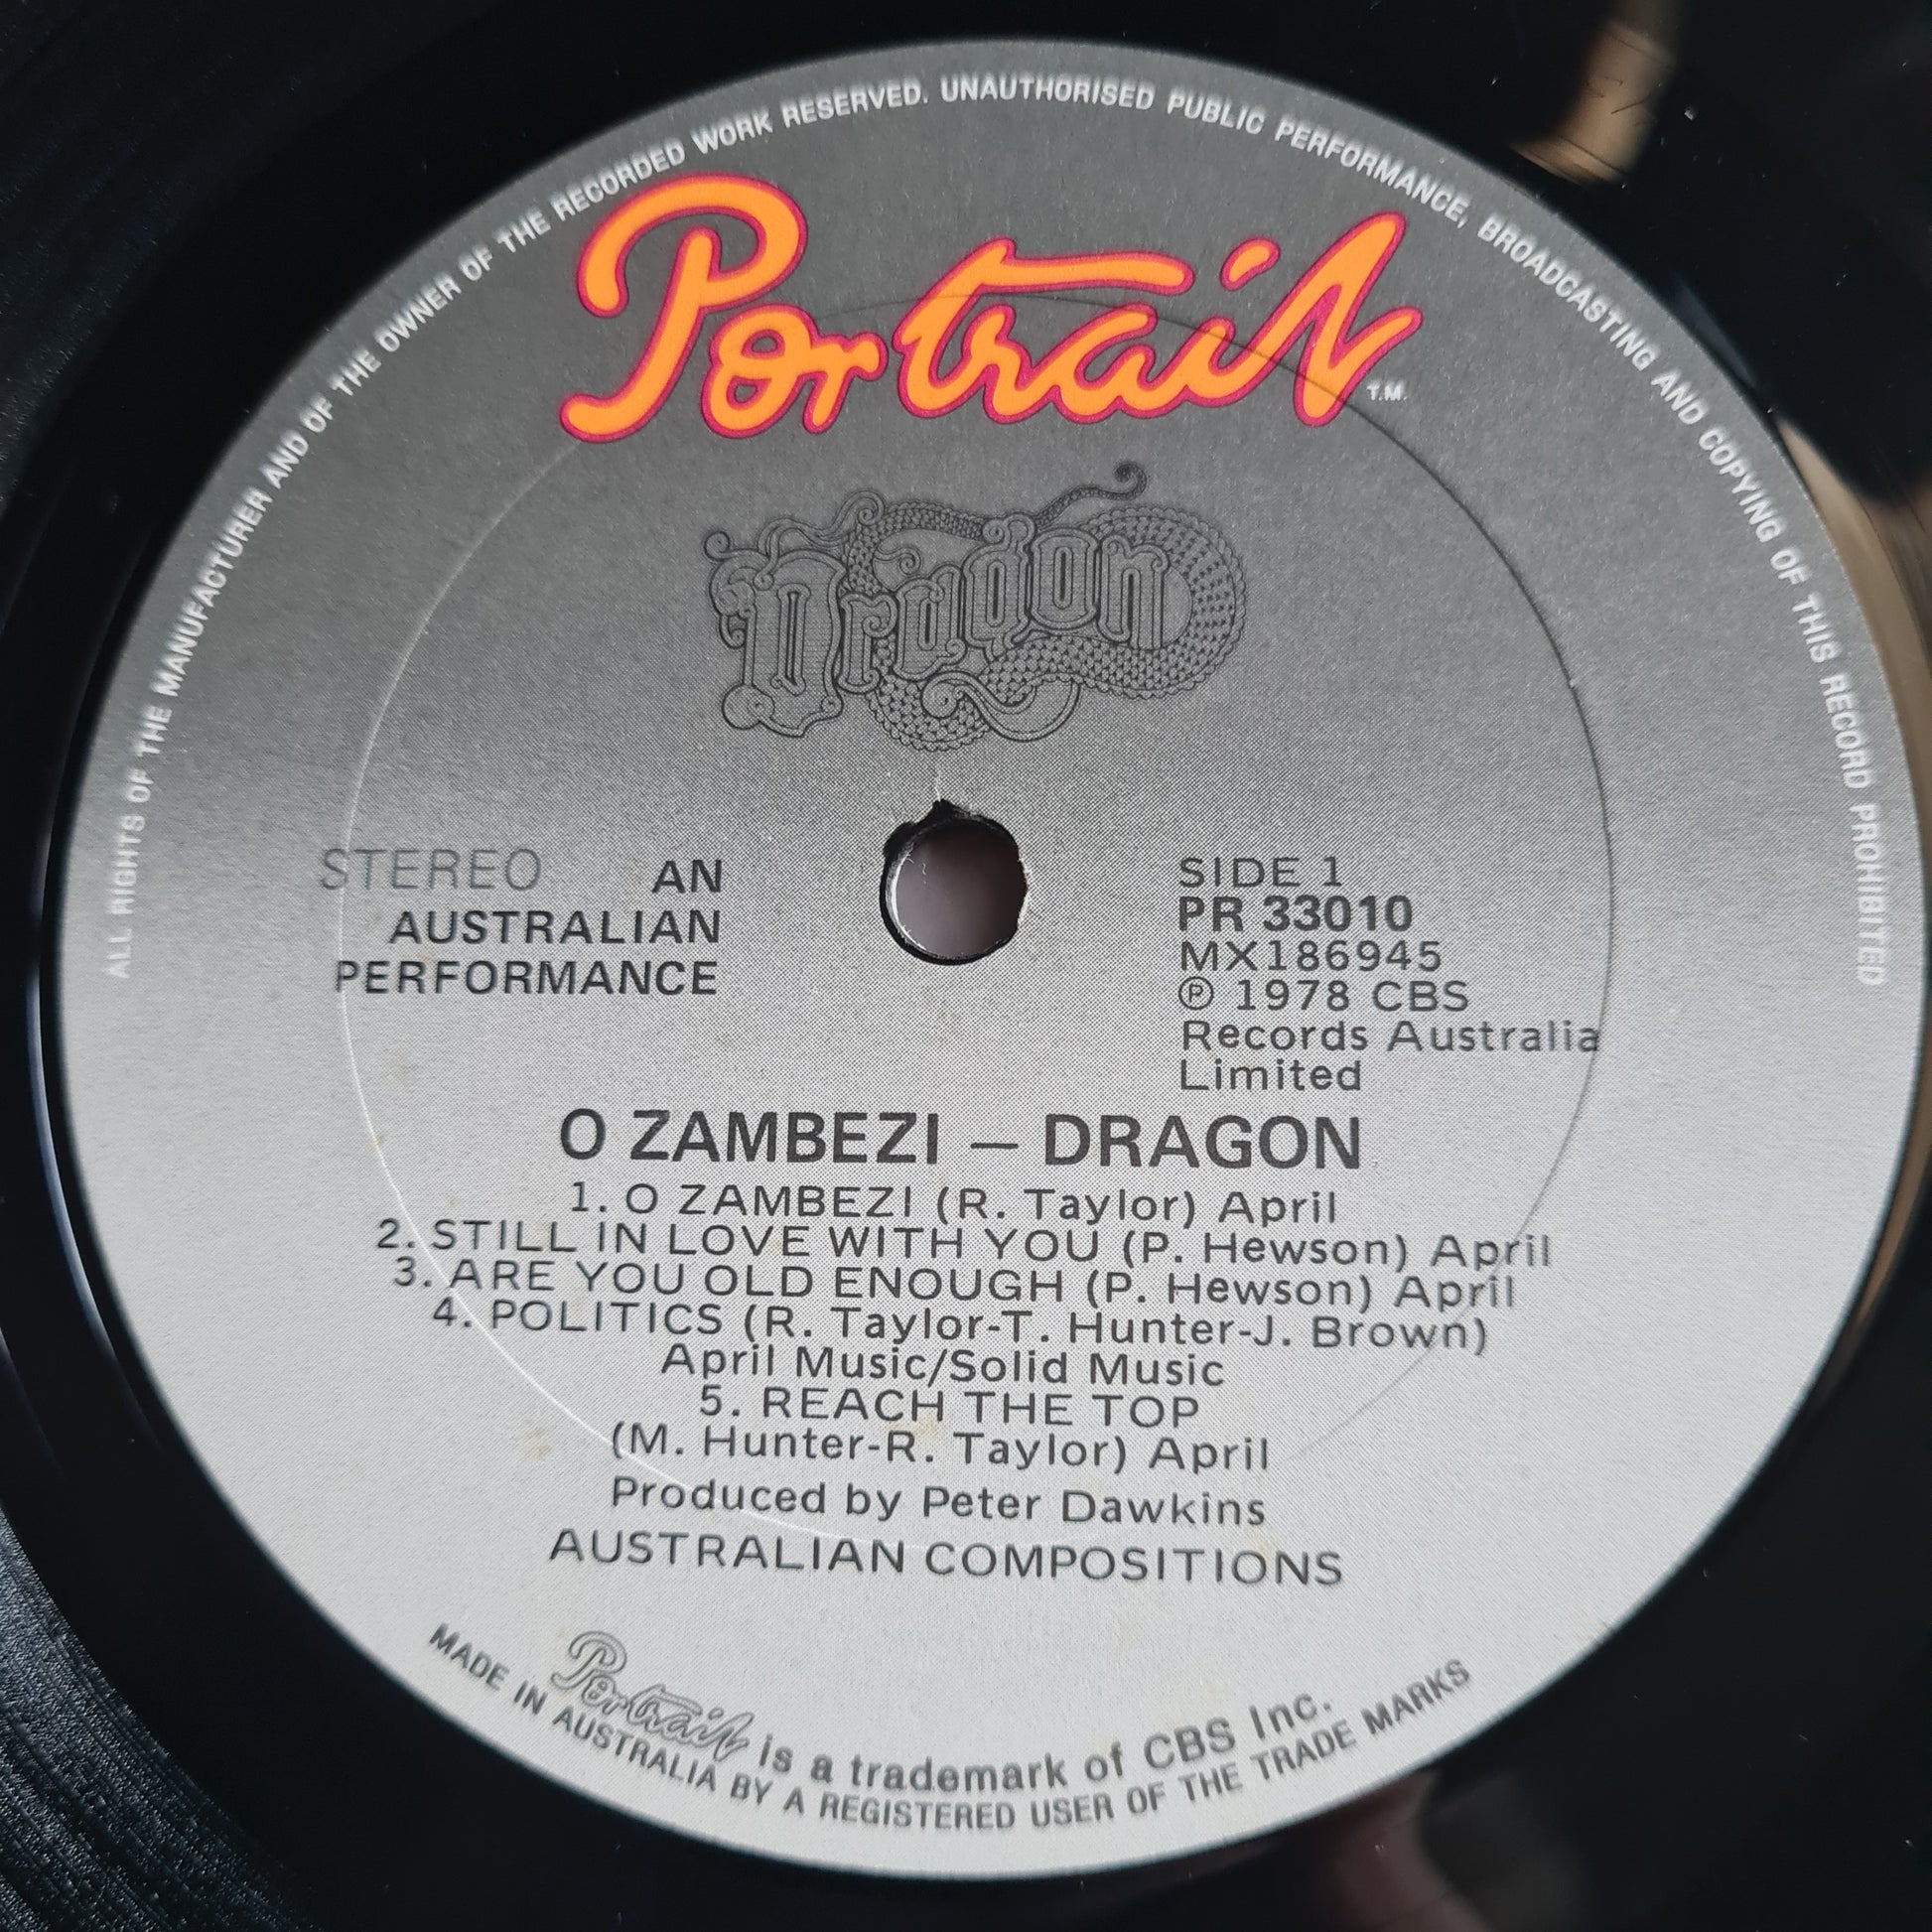 ALL RIGHTS OF THE MANUFACTURER AND OF THE OWNER OF THE RECORDED WORK RESERVED. UNAUTHORISED PUBLIC PERFORMANCE, BROADCASTING AND COPYING OF THIS RECORD PROHIBITED
Portrait T.M.
Dragon
STEREO AN
AUSTRALIAN
PERFORMANCE
SIDE 1
PR 33010
MX186945
Ⓟ 1978 CBS
Records Australia
Limited
O ZAMBEZI — DRAGON
1. O ZAMBEZI (R. Taylor) April
2. STILL IN LOVE WITH YOU (P. Hewson) April
3. ARE YOU OLD ENOUGH (P. Hewson) April
4. POLITICS (R. Taylor-T. Hunter-J. Brown)
April Music/Solid Music
5. REACH THE TOP
(M. Hunter-R. Taylor) April
Produced by Peter Dawkins
AUSTRALIAN COMPOSITIONS
Portrait is a trademark of CBS Inc.
MADE IN AUSTRALIA BY A REGISTERED USER OF THE TRADE MARKS